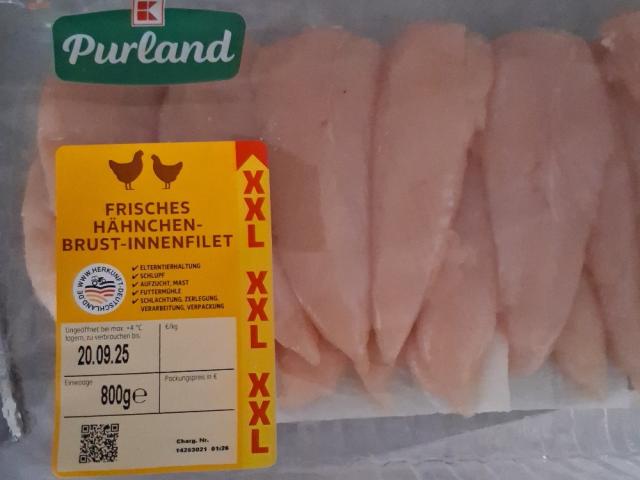 K
Purland
FRISCHES
HÄHNCHEN-
BRUST-INNENFILET
XXL XXL XXL
WWW.HERKUNFT-DEUTSCHLAND.DE
✓ ELTERNTIERHALTUNG
✓ SCHLUPF
✓ AUFZUCHT, MAST
✓ FUTTERMÜHLE
✓ SCHLACHTUNG, ZERLEGUNG,
VERARBEITUNG, VERPACKUNG
Ungeöffnet bei max. +4 °C
lagern, zu verbrauchen bis:
€/kg
20.09.25
Einwaage
Packungspreis in €
800g℮
Charg. Nr.
14263021 01:26